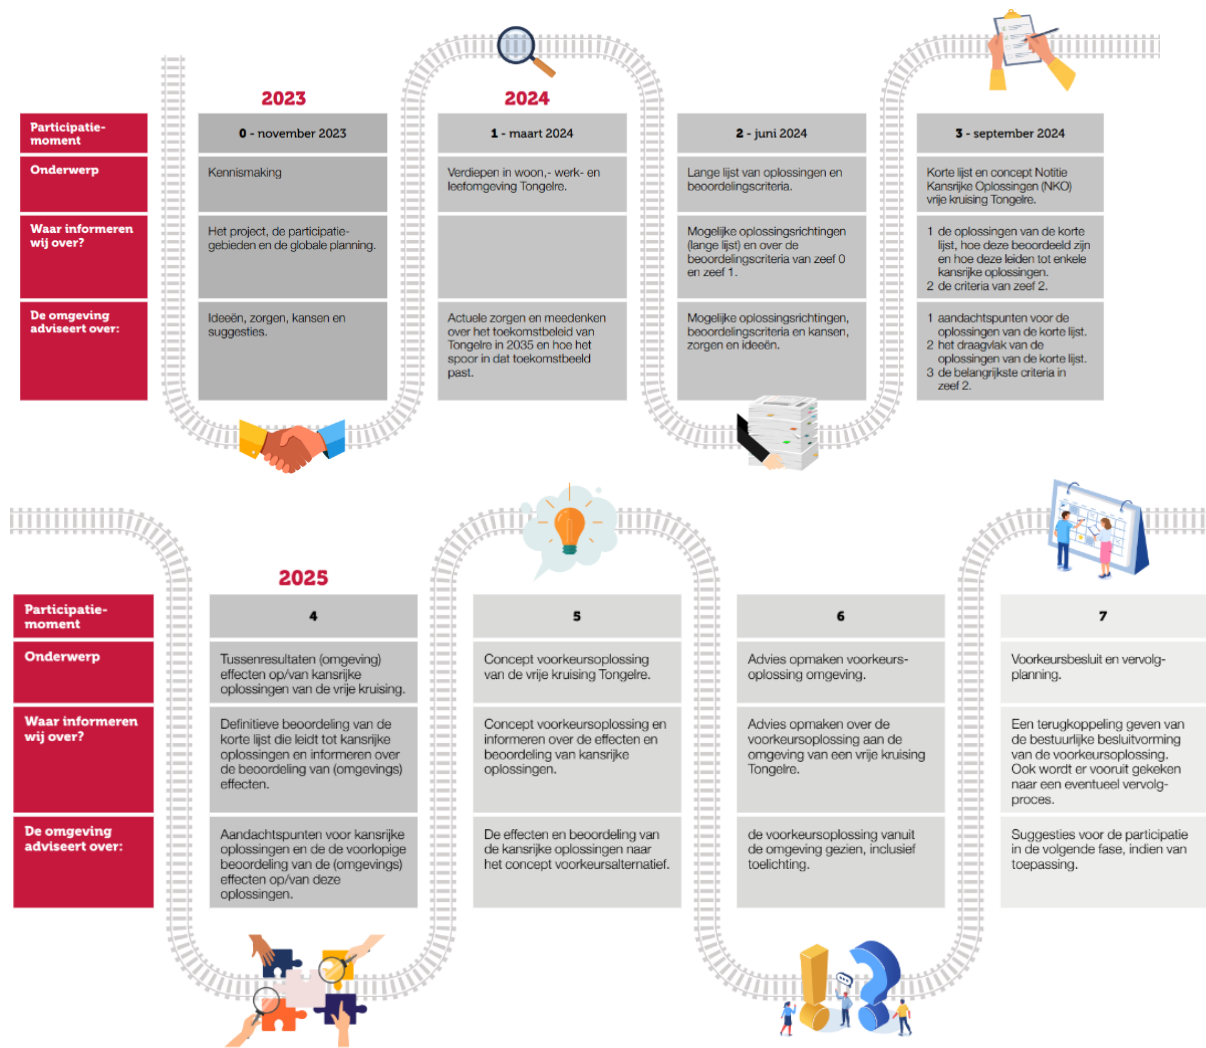 2023
2024
Participatie-
moment
0 - november 2023
1 - maart 2024
2 - juni 2024
3 - september 2024
Onderwerp
Kennismaking
Verdiepen in woon,- werk- en
leefomgeving Tongelre.
Lange lijst van oplossingen en
beoordelingscriteria.
Korte lijst en concept Notitie
Kansrijke Oplossingen (NKO)
vrije kruising Tongelre.
Waar informeren
wij over?
Het project, de participatie-
gebieden en de globale planning.
Mogelijke oplossingsrichtingen
(lange lijst) en over de
beoordelingscriteria van zeef 0
en zeef 1.
1 de oplossingen van de korte
lijst, hoe deze beoordeeld zijn
en hoe deze leiden tot enkele
kansrijke oplossingen.
2 de criteria van zeef 2.
De omgeving
adviseert over:
Ideeën, zorgen, kansen en
suggesties.
Actuele zorgen en meedenken
over het toekomstbeleid van
Tongelre in 2035 en hoe het
spoor in dat toekomstbeeld
past.
Mogelijke oplossingsrichtingen,
beoordelingscriteria en kansen,
zorgen en ideeën.
1 aandachtspunten voor de
oplossingen van de korte lijst.
2 het draagvlak van de
oplossingen van de korte lijst.
3 de belangrijkste criteria in
zeef 2.
2025
Participatie-
moment
4
5
6
7
Onderwerp
Tussenresultaten (omgeving)
effecten op/van kansrijke
oplossingen van de vrije kruising.
Concept voorkeursoplossing
van de vrije kruising Tongelre.
Advies opmaken voorkeurs-
oplossing omgeving.
Voorkeursbesluit en vervolg-
planning.
Waar informeren
wij over?
Definitieve beoordeling van de
korte lijst die leidt tot kansrijke
oplossingen en informeren over
de beoordeling van (omgevings)
effecten.
Concept voorkeursoplossing en
informeren over de effecten en
beoordeling van kansrijke
oplossingen.
Advies opmaken over de
voorkeursoplossing aan de
omgeving van een vrije kruising
Tongelre.
Een terugkoppeling geven van
de bestuurlijke besluitvorming
van de voorkeursoplossing.
Ook wordt er vooruit gekeken
naar een eventueel vervolg-
proces.
De omgeving
adviseert over:
Aandachtspunten voor kansrijke
oplossingen en de de voorlopige
beoordeling van de (omgevings)
effecten op/van deze
oplossingen.
De effecten en beoordeling van
de kansrijke oplossingen naar
het concept voorkeursalternatief.
de voorkeursoplossing vanuit
de omgeving gezien, inclusief
toelichting.
Suggesties voor de participatie
in de volgende fase, indien van
toepassing.